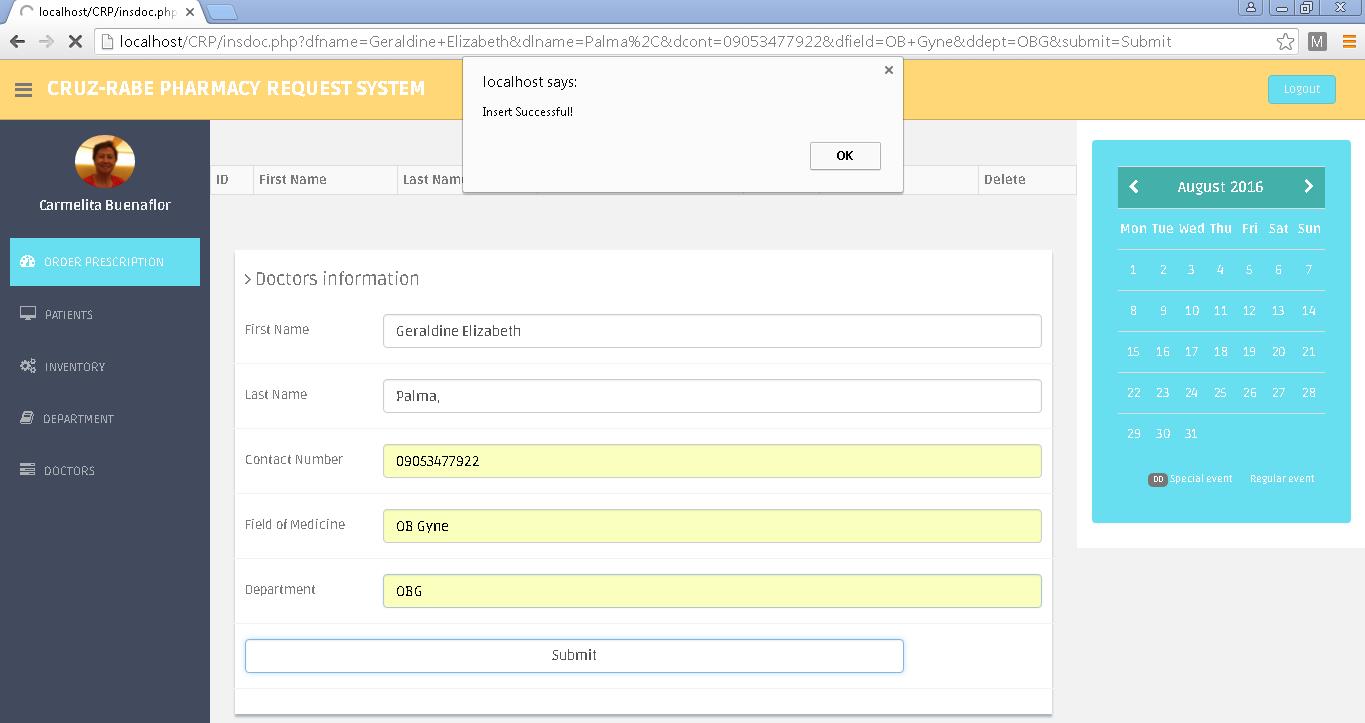 localhost/CRP/insdoc.php
localhost/CRP/insdoc.php?dfname=Geraldine+Elizabeth&dlname=Palma%2C&dcont=09053477922&dfield=OB+Gyne&ddept=OBG&submit=Submit
M
CRUZ-RABE PHARMACY REQUEST SYSTEM
Logout
localhost says:
Insert Successful!
OK
Carmelita Buenaflor
ORDER PRESCRIPTION
PATIENTS
INVENTORY
DEPARTMENT
DOCTORS
ID First Name Last Nam Delete
Doctors information
First Name Geraldine Elizabeth
Last Name Palma,
Contact Number 09053477922
Field of Medicine OB Gyne
Department OBG
Submit
August 2016
Mon Tue Wed Thu Fri Sat Sun
1 2 3 4 5 6 7
8 9 10 11 12 13 14
15 16 17 18 19 20 21
22 23 24 25 26 27 28
29 30 31
DD Special event Regular event